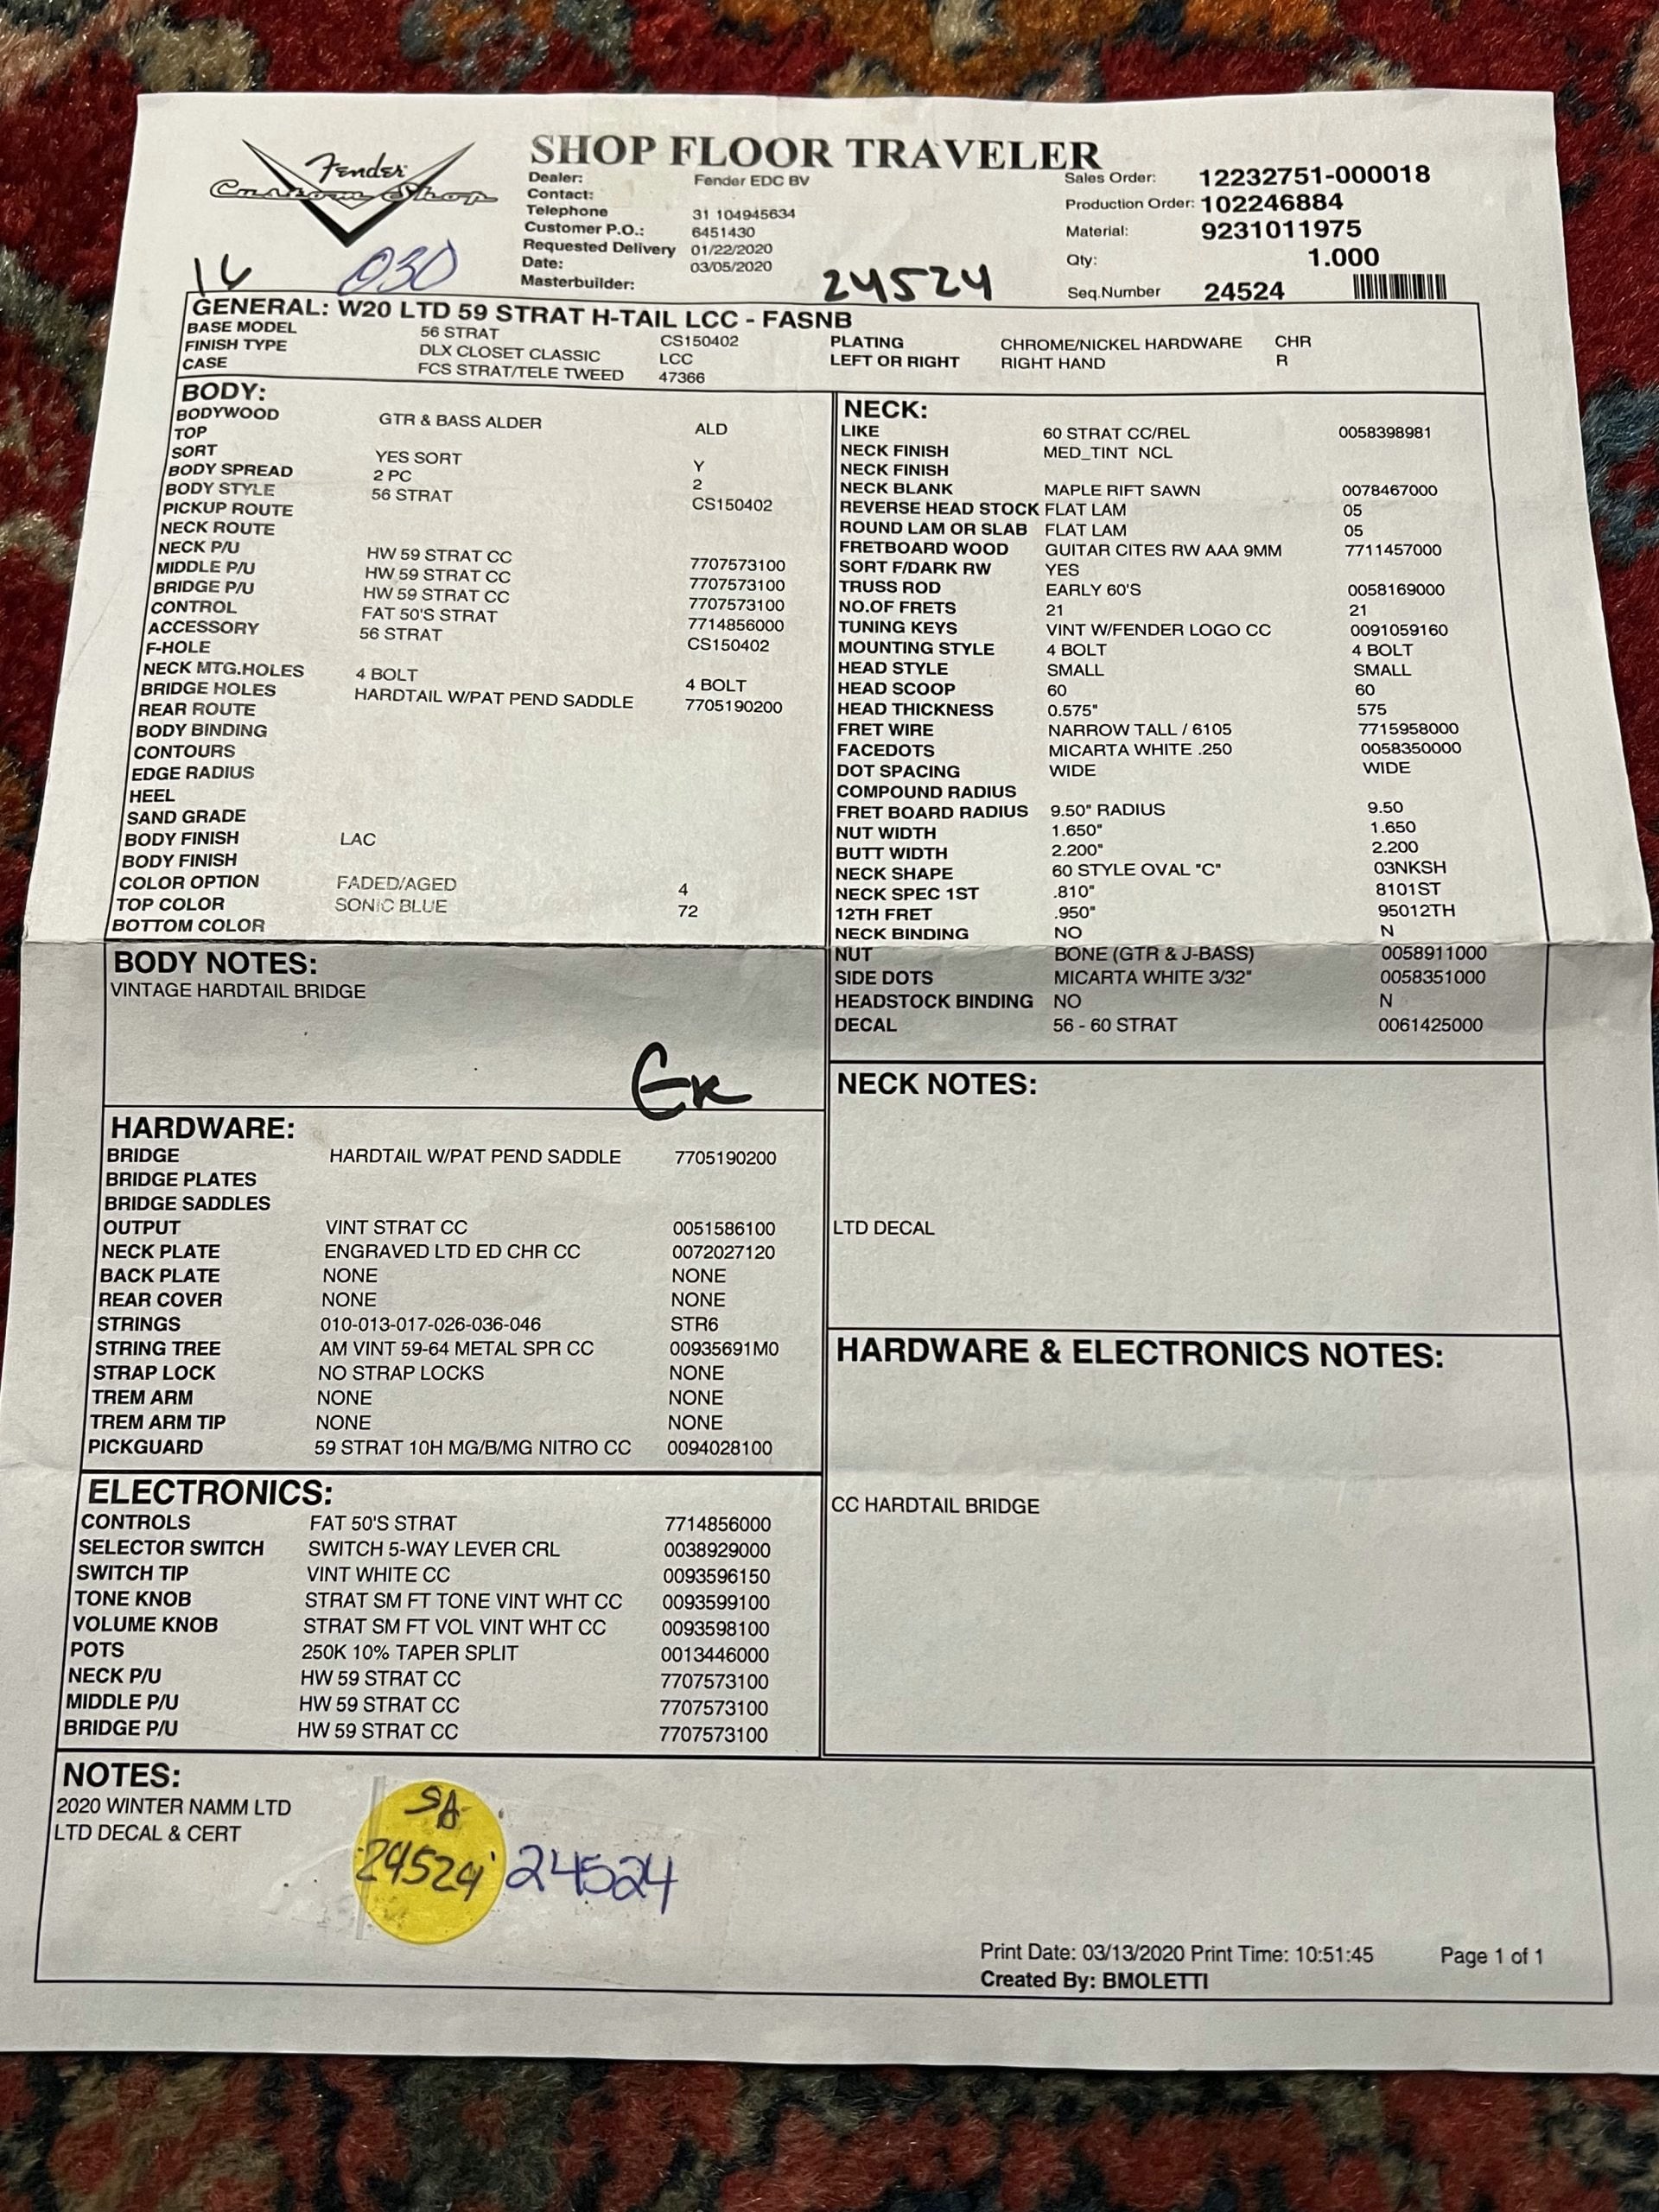 Fender
Custom Shop
SHOP FLOOR TRAVELER
Dealer: Fender EDC BV
Contact:
Telephone 31 104945634
Customer P.O.: 6451430
Requested Delivery 01/22/2020
Date: 03/05/2020
Masterbuilder:
Sales Order: 12232751-000018
Production Order: 102246884
Material: 9231011975
Qty: 1.000
Seq.Number 24524
16 030 24524
GENERAL: W20 LTD 59 STRAT H-TAIL LCC - FASNB
BASE MODEL 56 STRAT CS150402
FINISH TYPE DLX CLOSET CLASSIC LCC
CASE FCS STRAT/TELE TWEED 47366
PLATING CHROME/NICKEL HARDWARE CHR
LEFT OR RIGHT RIGHT HAND R
BODY:
BODYWOOD GTR & BASS ALDER ALD
TOP
SORT YES SORT Y
BODY SPREAD 2 PC 2
BODY STYLE 56 STRAT CS150402
PICKUP ROUTE
NECK ROUTE
NECK P/U HW 59 STRAT CC 7707573100
MIDDLE P/U HW 59 STRAT CC 7707573100
BRIDGE P/U HW 59 STRAT CC 7707573100
CONTROL FAT 50'S STRAT 7714856000
ACCESSORY 56 STRAT CS150402
F-HOLE
NECK MTG.HOLES 4 BOLT 4 BOLT
BRIDGE HOLES HARDTAIL W/PAT PEND SADDLE 7705190200
REAR ROUTE
BODY BINDING
CONTOURS
EDGE RADIUS
HEEL
SAND GRADE
BODY FINISH LAC
BODY FINISH
COLOR OPTION FADED/AGED 4
TOP COLOR SONIC BLUE 72
BOTTOM COLOR
NECK:
LIKE 60 STRAT CC/REL 0058398981
NECK FINISH MED_TINT NCL
NECK FINISH
NECK BLANK MAPLE RIFT SAWN 0078467000
REVERSE HEAD STOCK FLAT LAM 05
ROUND LAM OR SLAB FLAT LAM 05
FRETBOARD WOOD GUITAR CITES RW AAA 9MM 7711457000
SORT F/DARK RW YES
TRUSS ROD EARLY 60'S 0058169000
NO.OF FRETS 21 21
TUNING KEYS VINT W/FENDER LOGO CC 0091059160
MOUNTING STYLE 4 BOLT 4 BOLT
HEAD STYLE SMALL SMALL
HEAD SCOOP 60 60
HEAD THICKNESS 0.575" 575
FRET WIRE NARROW TALL / 6105 7715958000
FACEDOTS MICARTA WHITE .250 0058350000
DOT SPACING WIDE WIDE
COMPOUND RADIUS
FRET BOARD RADIUS 9.50" RADIUS 9.50
NUT WIDTH 1.650" 1.650
BUTT WIDTH 2.200" 2.200
NECK SHAPE 60 STYLE OVAL "C" 03NKSH
NECK SPEC 1ST .810" 8101ST
12TH FRET .950" 95012TH
NECK BINDING NO N
NUT BONE (GTR & J-BASS) 0058911000
SIDE DOTS MICARTA WHITE 3/32" 0058351000
HEADSTOCK BINDING NO N
DECAL 56 - 60 STRAT 0061425000
BODY NOTES:
VINTAGE HARDTAIL BRIDGE
HARDWARE:
BRIDGE HARDTAIL W/PAT PEND SADDLE 7705190200
BRIDGE PLATES
BRIDGE SADDLES
OUTPUT VINT STRAT CC 0051586100
NECK PLATE ENGRAVED LTD ED CHR CC 0072027120
BACK PLATE NONE NONE
REAR COVER NONE NONE
STRINGS 010-013-017-026-036-046 STR6
STRING TREE AM VINT 59-64 METAL SPR CC 00935691M0
STRAP LOCK NO STRAP LOCKS NONE
TREM ARM NONE NONE
TREM ARM TIP NONE NONE
PICKGUARD 59 STRAT 10H MG/B/MG NITRO CC 0094028100
NECK NOTES:
LTD DECAL
HARDWARE & ELECTRONICS NOTES:
CC HARDTAIL BRIDGE
ELECTRONICS:
CONTROLS FAT 50'S STRAT 7714856000
SELECTOR SWITCH SWITCH 5-WAY LEVER CRL 0038929000
SWITCH TIP VINT WHITE CC 0093596150
TONE KNOB STRAT SM FT TONE VINT WHT CC 0093599100
VOLUME KNOB STRAT SM FT VOL VINT WHT CC 0093598100
POTS 250K 10% TAPER SPLIT 0013446000
NECK P/U HW 59 STRAT CC 7707573100
MIDDLE P/U HW 59 STRAT CC 7707573100
BRIDGE P/U HW 59 STRAT CC 7707573100
NOTES:
2020 WINTER NAMM LTD
LTD DECAL & CERT
24524 24524
Print Date: 03/13/2020 Print Time: 10:51:45 Page 1 of 1
Created By: BMOLETTI